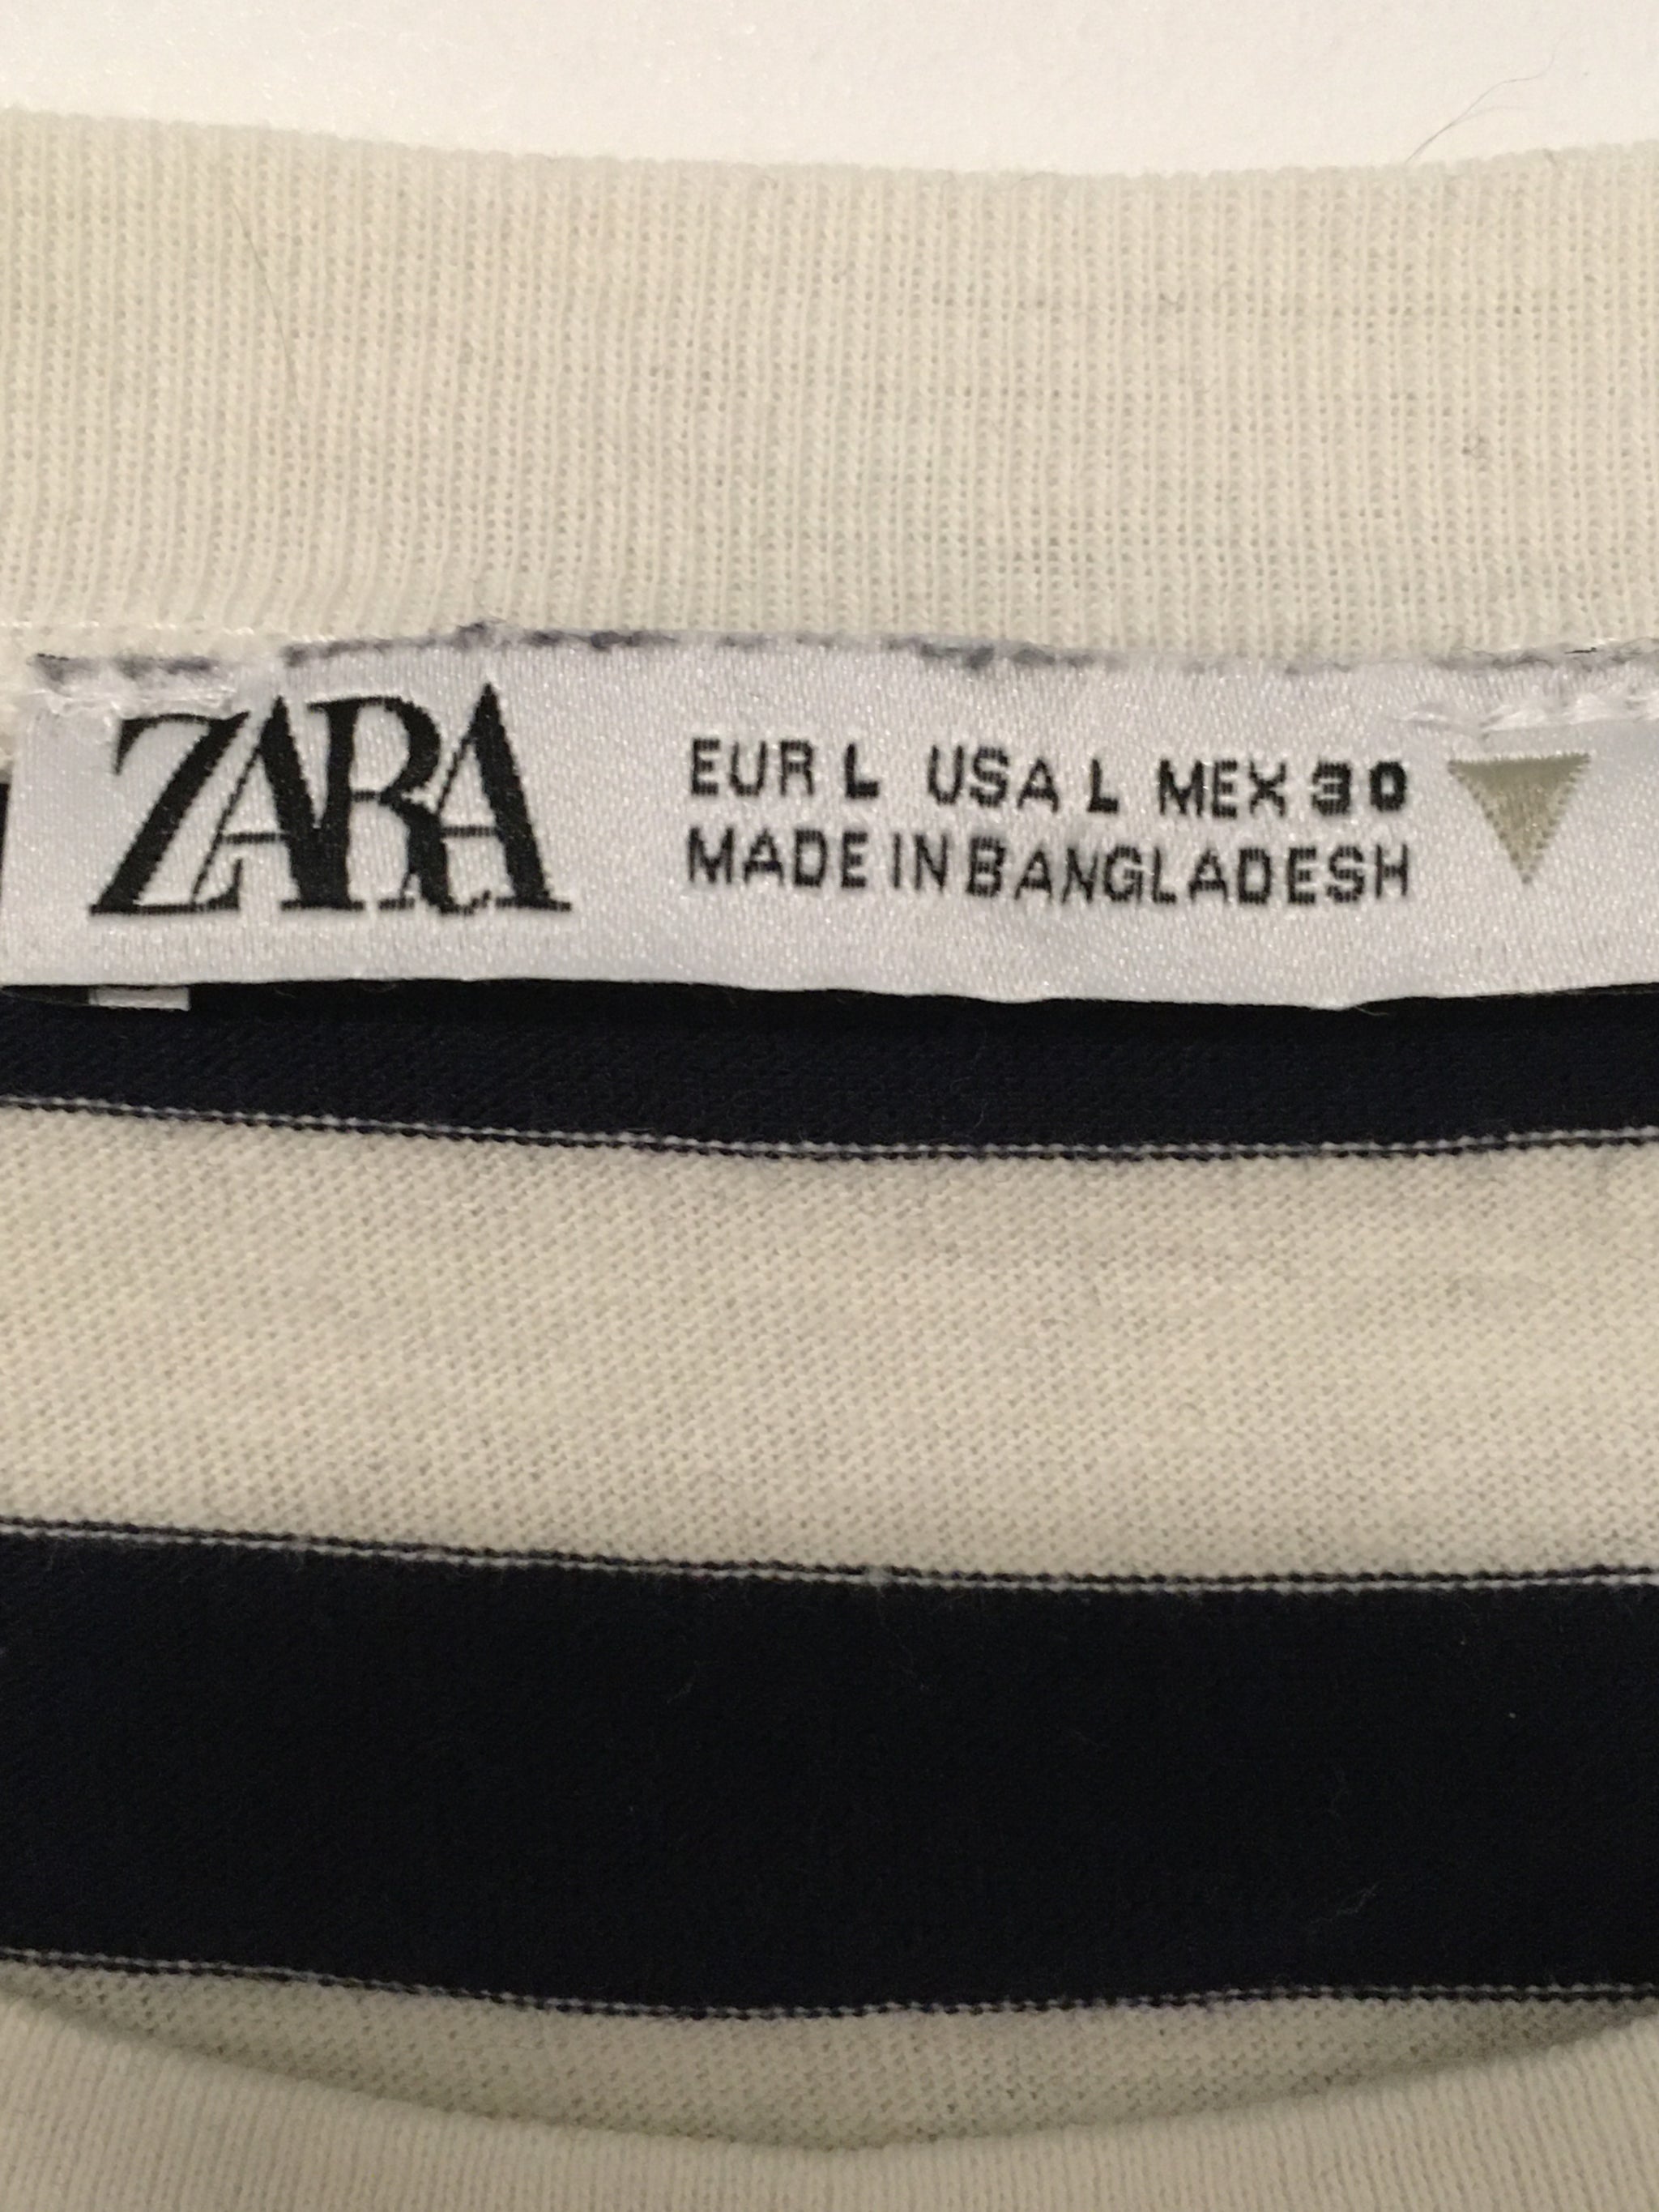 ZARA
EUR L USA L MEX 30
MADE IN BANGLADESH